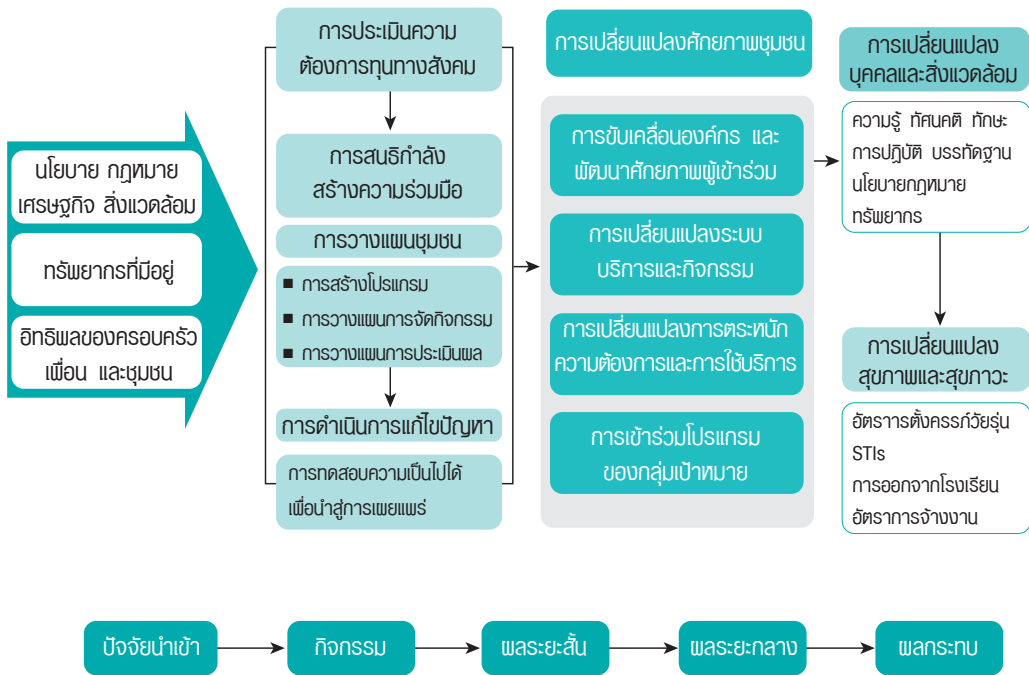 นโยบาย กฎหมาย
เศรษฐกิจ สิ่งแวดล้อม
ทรัพยากรที่มีอยู่
อิทธิพลของครอบครัว
เพื่อน และชุมชน
การประเมินความ
ต้องการทุนทางสังคม
การสนธิกำลัง
สร้างความร่วมมือ
การวางแผนชุมชน
■ การสร้างโปรแกรม
■ การวางแผนการจัดกิจกรรม
■ การวางแผนการประเมินผล
การดำเนินการแก้ไขปัญหา
การทดสอบความเป็นไปได้
เพื่อนำสู่การเผยแพร่
การเปลี่ยนแปลงศักยภาพชุมชน
การขับเคลื่อนองค์กร และ
พัฒนาศักยภาพผู้เข้าร่วม
การเปลี่ยนแปลงระบบ
บริการและกิจกรรม
การเปลี่ยนแปลงการตระหนัก
ความต้องการและการใช้บริการ
การเข้าร่วมโปรแกรม
ของกลุ่มเป้าหมาย
การเปลี่ยนแปลง
บุคคลและสิ่งแวดล้อม
ความรู้ ทัศนคติ ทักษะ
การปฏิบัติ บรรทัดฐาน
นโยบายกฎหมาย
ทรัพยากร
การเปลี่ยนแปลง
สุขภาพและสุขภาวะ
อัตราารตั้งครรภ์วัยรุ่น
STIs
การออกจากโรงเรียน
อัตราการจ้างงาน
ปัจจัยนำเข้า
กิจกรรม
ผลระยะสั้น
ผลระยะกลาง
ผลกระทบ